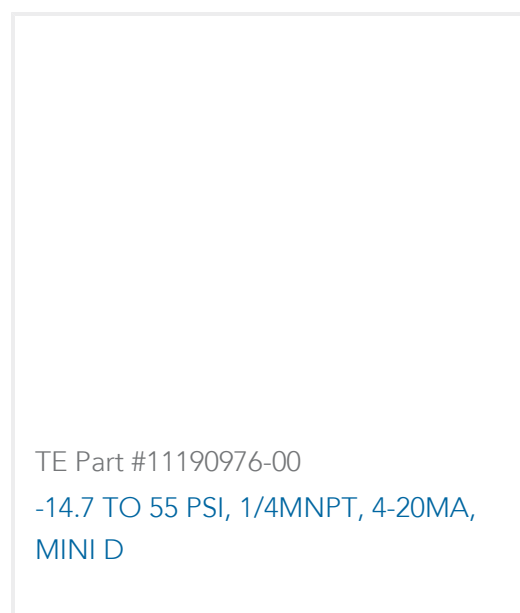 TE Part #11190976-00
-14.7 TO 55 PSI, 1/4MNPT, 4-20MA,
MINI D